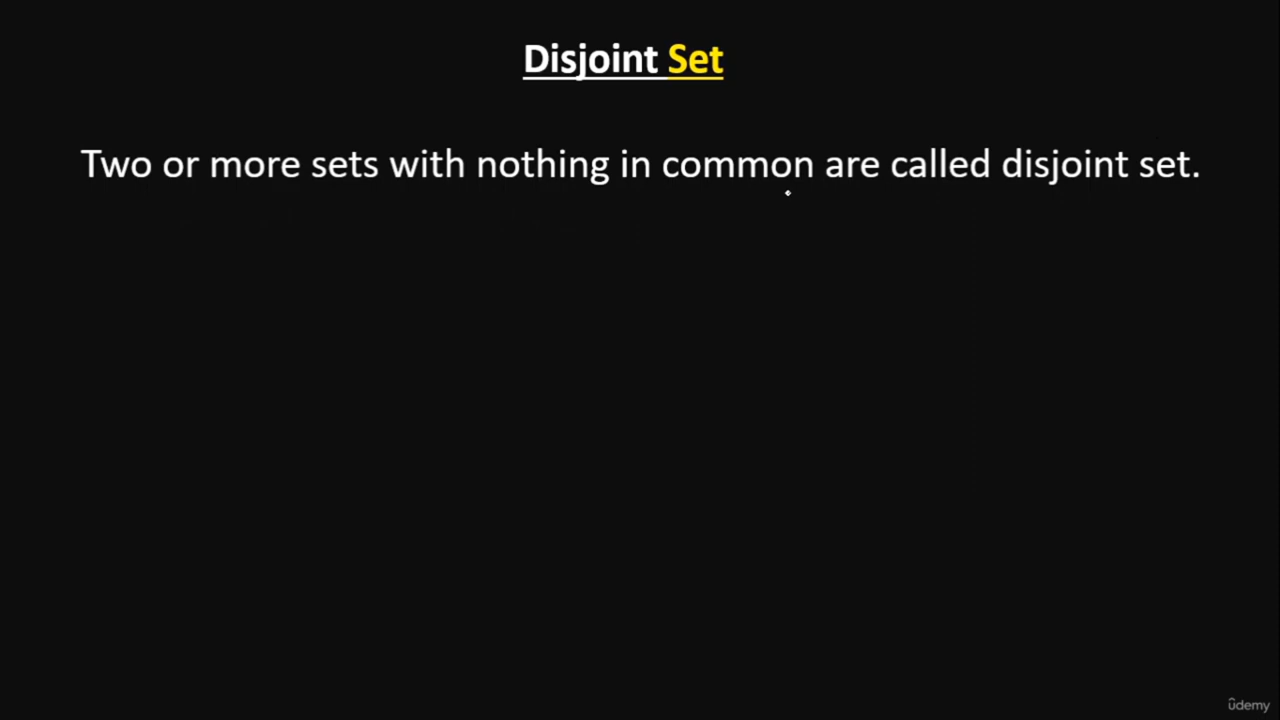 Disjoint Set
Two or more sets with nothing in common are called disjoint set.
ûdemy